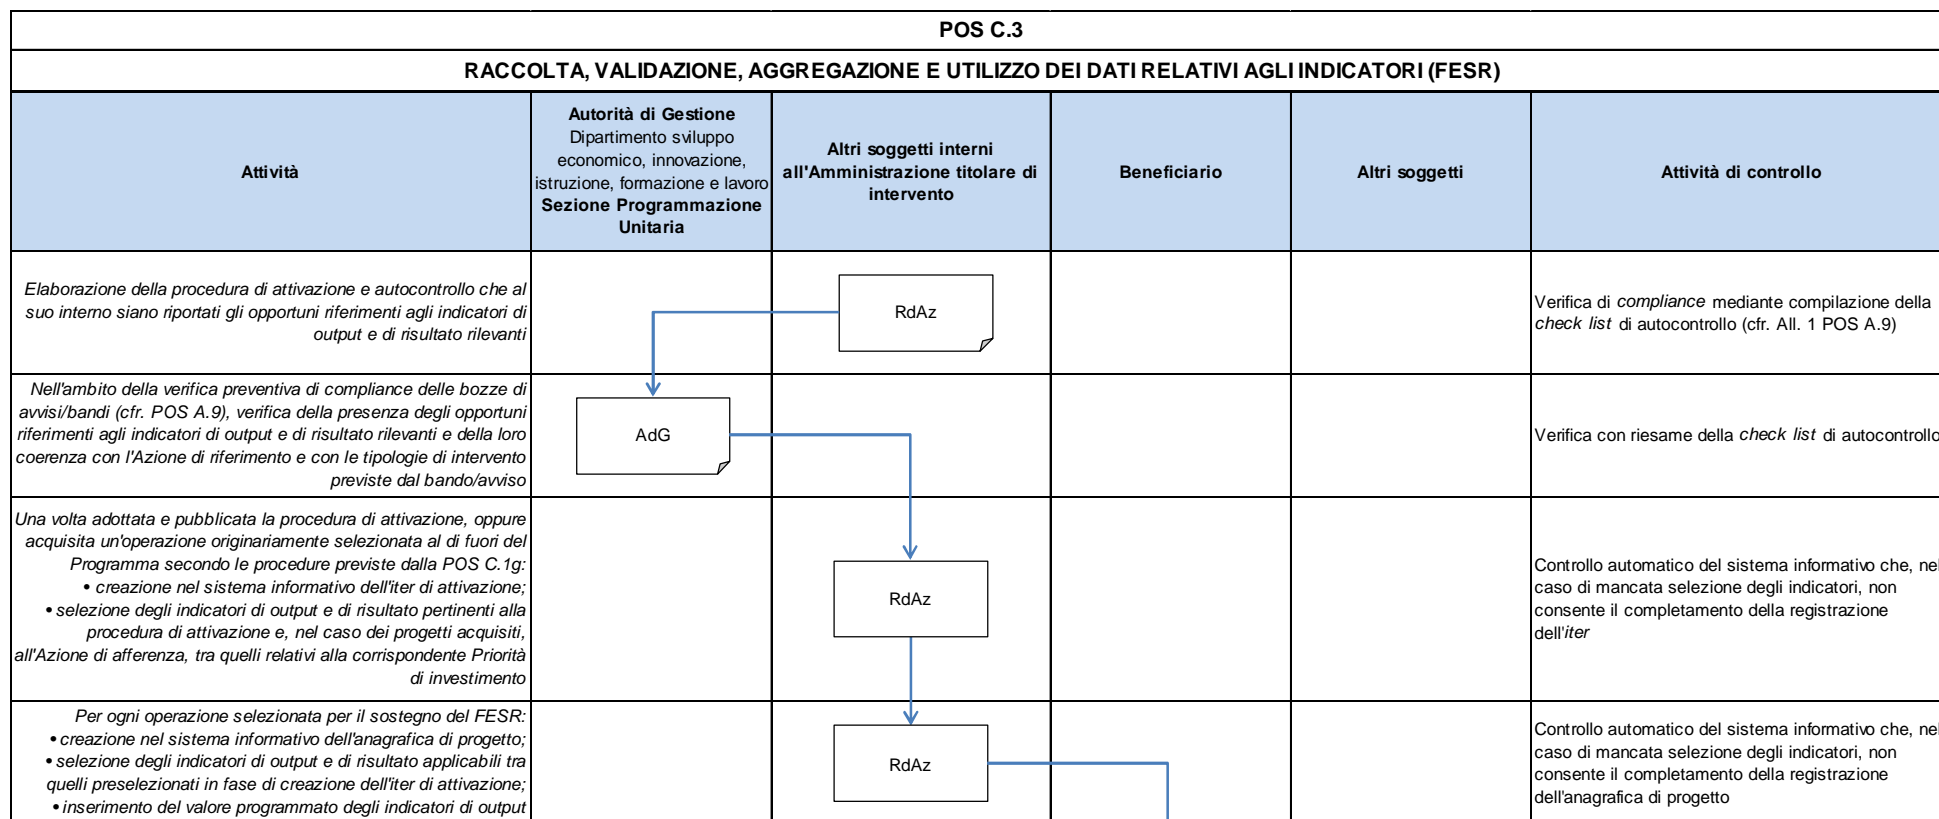 POS C.3
RACCOLTA, VALIDAZIONE, AGGREGAZIONE E UTILIZZO DEI DATI RELATIVI AGLI INDICATORI (FESR)
Attività
Autorità di Gestione
Dipartimento sviluppo
economico, innovazione,
istruzione, formazione e lavoro
Sezione Programmazione
Unitaria
Altri soggetti interni
all'Amministrazione titolare di
intervento
Beneficiario
Altri soggetti
Attività di controllo
Elaborazione della procedura di attivazione e autocontrollo che al
suo interno siano riportati gli opportuni riferimenti agli indicatori di
output e di risultato rilevanti
RdAz
Verifica di compliance mediante compilazione della
check list di autocontrollo (cfr. All. 1 POS A.9)
Nell'ambito della verifica preventiva di compliance delle bozze di
avvisi/bandi (cfr. POS A.9), verifica della presenza degli opportuni
riferimenti agli indicatori di output e di risultato rilevanti e della loro
coerenza con l'Azione di riferimento e con le tipologie di intervento
previste dal bando/avviso
AdG
Verifica con riesame della check list di autocontrollo
Una volta adottata e pubblicata la procedura di attivazione, oppure
acquisita un'operazione originariamente selezionata al di fuori del
Programma secondo le procedure previste dalla POS C.1g:
• creazione nel sistema informativo dell'iter di attivazione;
• selezione degli indicatori di output e di risultato pertinenti alla
procedura di attivazione e, nel caso dei progetti acquisiti,
all'Azione di afferenza, tra quelli relativi alla corrispondente Priorità
di investimento
RdAz
Controllo automatico del sistema informativo che, nel
caso di mancata selezione degli indicatori, non
consente il completamento della registrazione
dell'iter
Per ogni operazione selezionata per il sostegno del FESR:
• creazione nel sistema informativo dell'anagrafica di progetto;
• selezione degli indicatori di output e di risultato applicabili tra
quelli preselezionati in fase di creazione dell'iter di attivazione;
• inserimento del valore programmato degli indicatori di output
RdAz
Controllo automatico del sistema informativo che, nel
caso di mancata selezione degli indicatori, non
consente il completamento della registrazione
dell'anagrafica di progetto